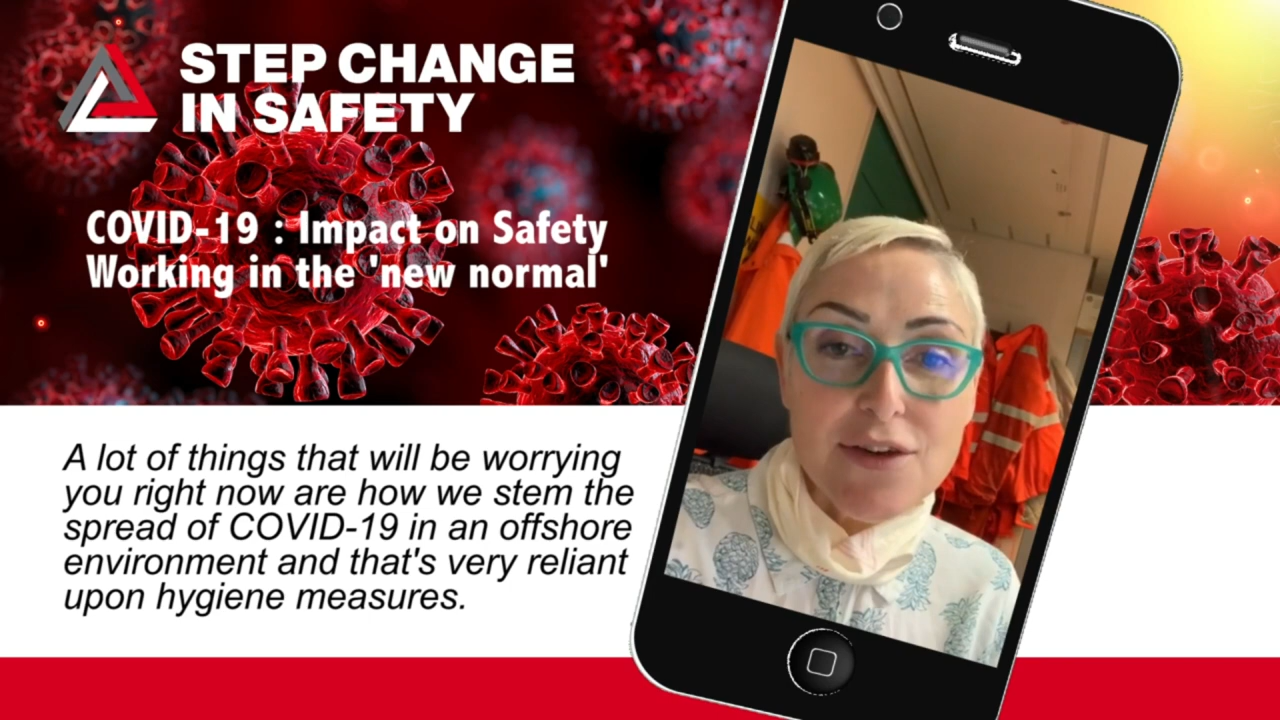 STEP CHANGE
IN SAFETY
COVID-19 : Impact on Safety
Working in the 'new normal'
A lot of things that will be worrying
you right now are how we stem the
spread of COVID-19 in an offshore
environment and that's very reliant
upon hygiene measures.